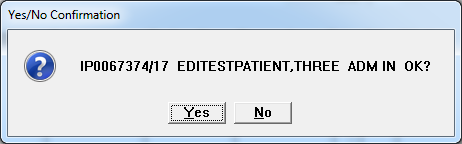 Yes/No Confirmation
IP0067374/17 EDITESTPATIENT,THREE ADM IN OK?
Yes No